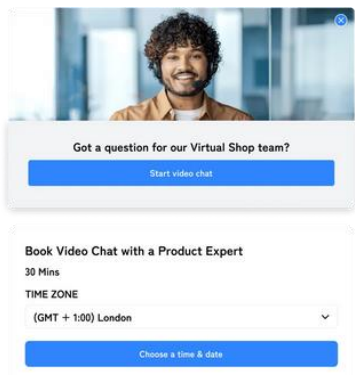 Got a question for our Virtual Shop team?
Start video chat
Book Video Chat with a Product Expert
30 Mins
TIME ZONE
(GMT + 1:00) London
Choose a time & date